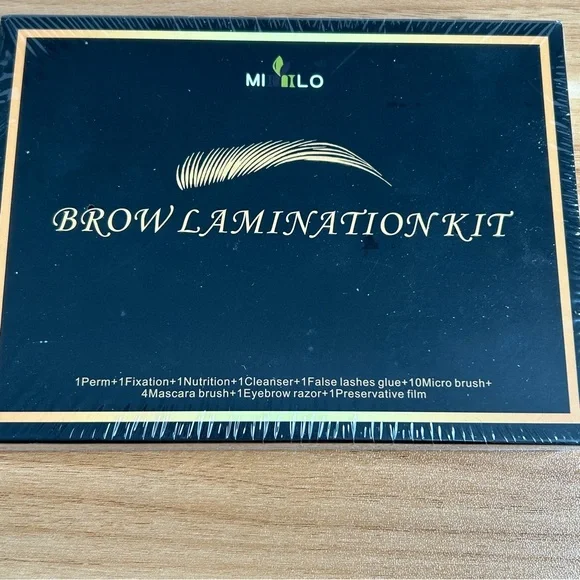 BROW LAMINATION KIT
1Perm+1Fixation+1Nutrition+1Cleanser+1False lashes glue+10Micro brush+
4Mascara brush+1Eyebrow razor+1Preservative film